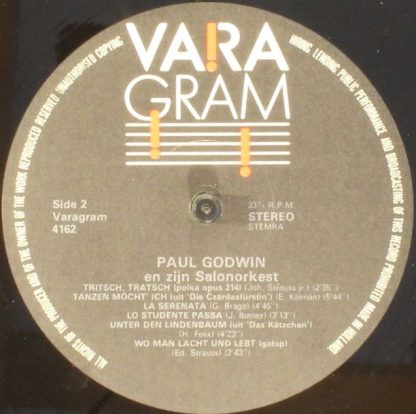 VARA
GRAM
Side 2
Varagram
4162
33⅓ R.P.M
STEREO
STEMRA
PAUL GODWIN
en zijn Salonorkest
TRITSCH, TRATSCH (polka opus 214) (Joh. Strauss jr.) (2'35'')
TANZEN MÖCHT' ICH (uit 'Die Czárdasfürstin') (E. Kálman) (5'44'')
LA SERENATA (G. Braga) (4'45'')
LO STUDENTE PASSA (J. Ibanez) (3'13'')
UNTER DEN LINDENBAUM (uit 'Das Kätzchen')
(H. Felix) (4'23'')
WO MAN LACHT UND LEBT (galop)
(Ed. Strauss) (2'43'')
ALL RIGHTS OF THE PRODUCER AND OF THE OWNER OF THE WORK REPRODUCED RESERVED UNAUTHORISED COPYING HIRING LENDING PUBLIC PERFORMANCE AND BROADCASTING OF THIS RECORD PROHIBITED MADE IN HOLLAND.